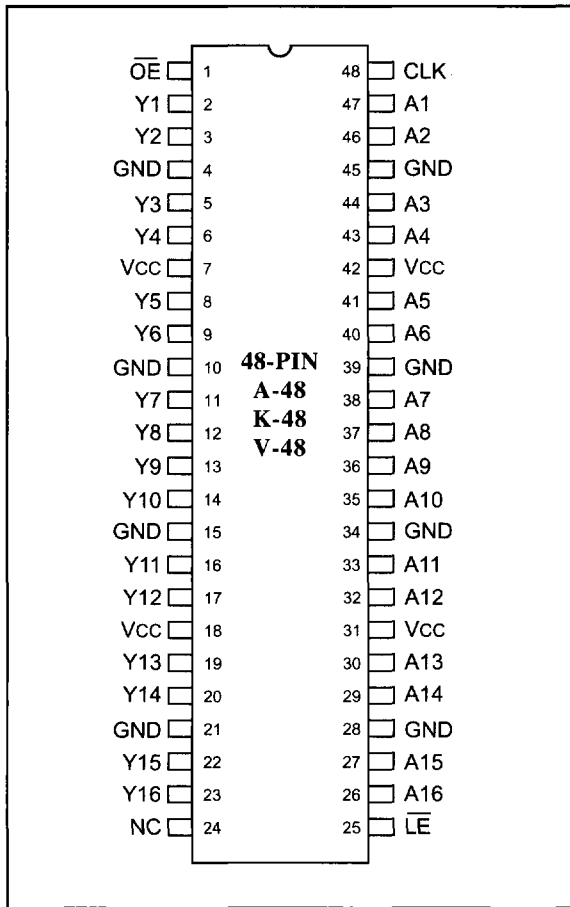 OE 1 48 CLK
Y1 2 47 A1
Y2 3 46 A2
GND 4 45 GND
Y3 5 44 A3
Y4 6 43 A4
VCC 7 42 VCC
Y5 8 41 A5
Y6 9 40 A6
GND 10 48-PIN 39 GND
Y7 11 A-48 38 A7
Y8 12 K-48 37 A8
Y9 13 V-48 36 A9
Y10 14 35 A10
GND 15 34 GND
Y11 16 33 A11
Y12 17 32 A12
VCC 18 31 VCC
Y13 19 30 A13
Y14 20 29 A14
GND 21 28 GND
Y15 22 27 A15
Y16 23 26 A16
NC 24 25 LE